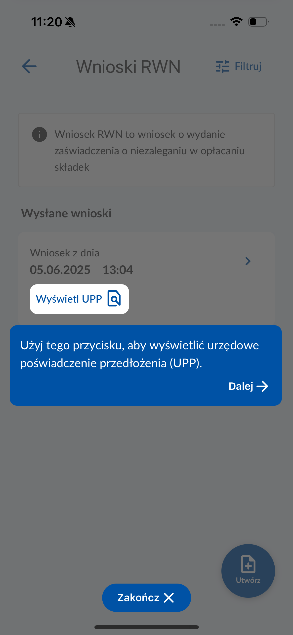 11:20
Wnioski RWN
Filtruj
Wniosek RWN to wniosek o wydanie
zaświadczenia o niezaleganiu w opłacaniu
składek
Wysłane wnioski
Wniosek z dnia
05.06.2025 13:04
Wyświetl UPP
Użyj tego przycisku, aby wyświetlić urzędowe
poświadczenie przedłożenia (UPP).
Dalej
Utwórz
Zakończ